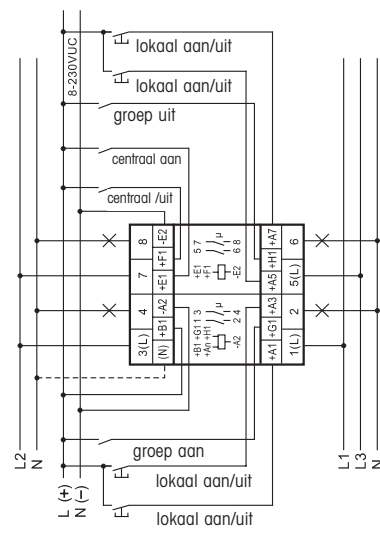 lokaal aan/uit
8-230VUC
lokaal aan/uit
groep uit
centraal aan
centraal /uit
8
-E2
+F1
7
+E1
4
-A2
+B1
3(L)
(N)
5 7
µ
6 8
+E1
+F1
-E2
1 3
µ
2 4
+B1 +G1
+An +H1
-A2
+A7
6
+H1
+A5
5(L)
+A3
2
+G1
+A1
1(L)
groep aan
L2
N
L1
L3
N
L (+)
N (−)
lokaal aan/uit
lokaal aan/uit